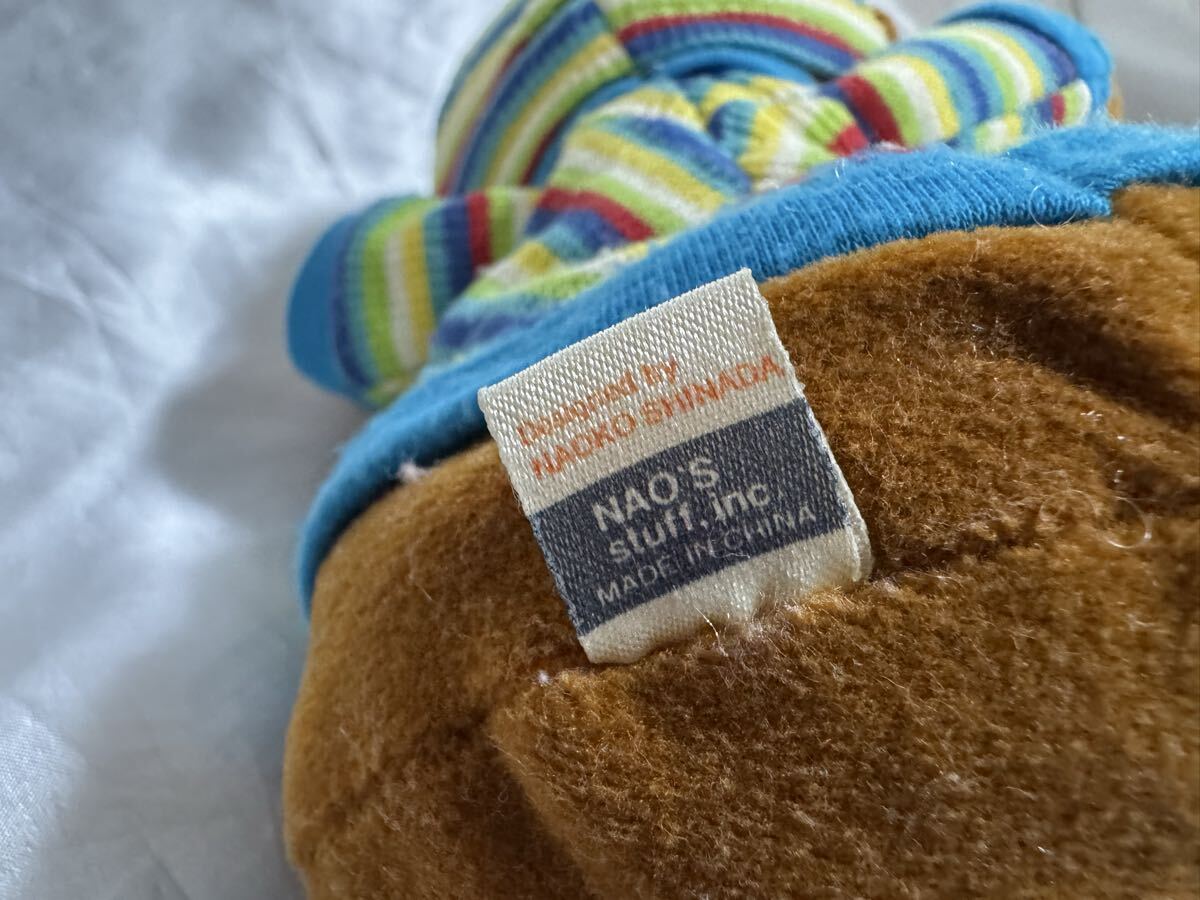 Designed by
NAOKO SHINADA
NAO'S
stuff.inc
MADE IN CHINA